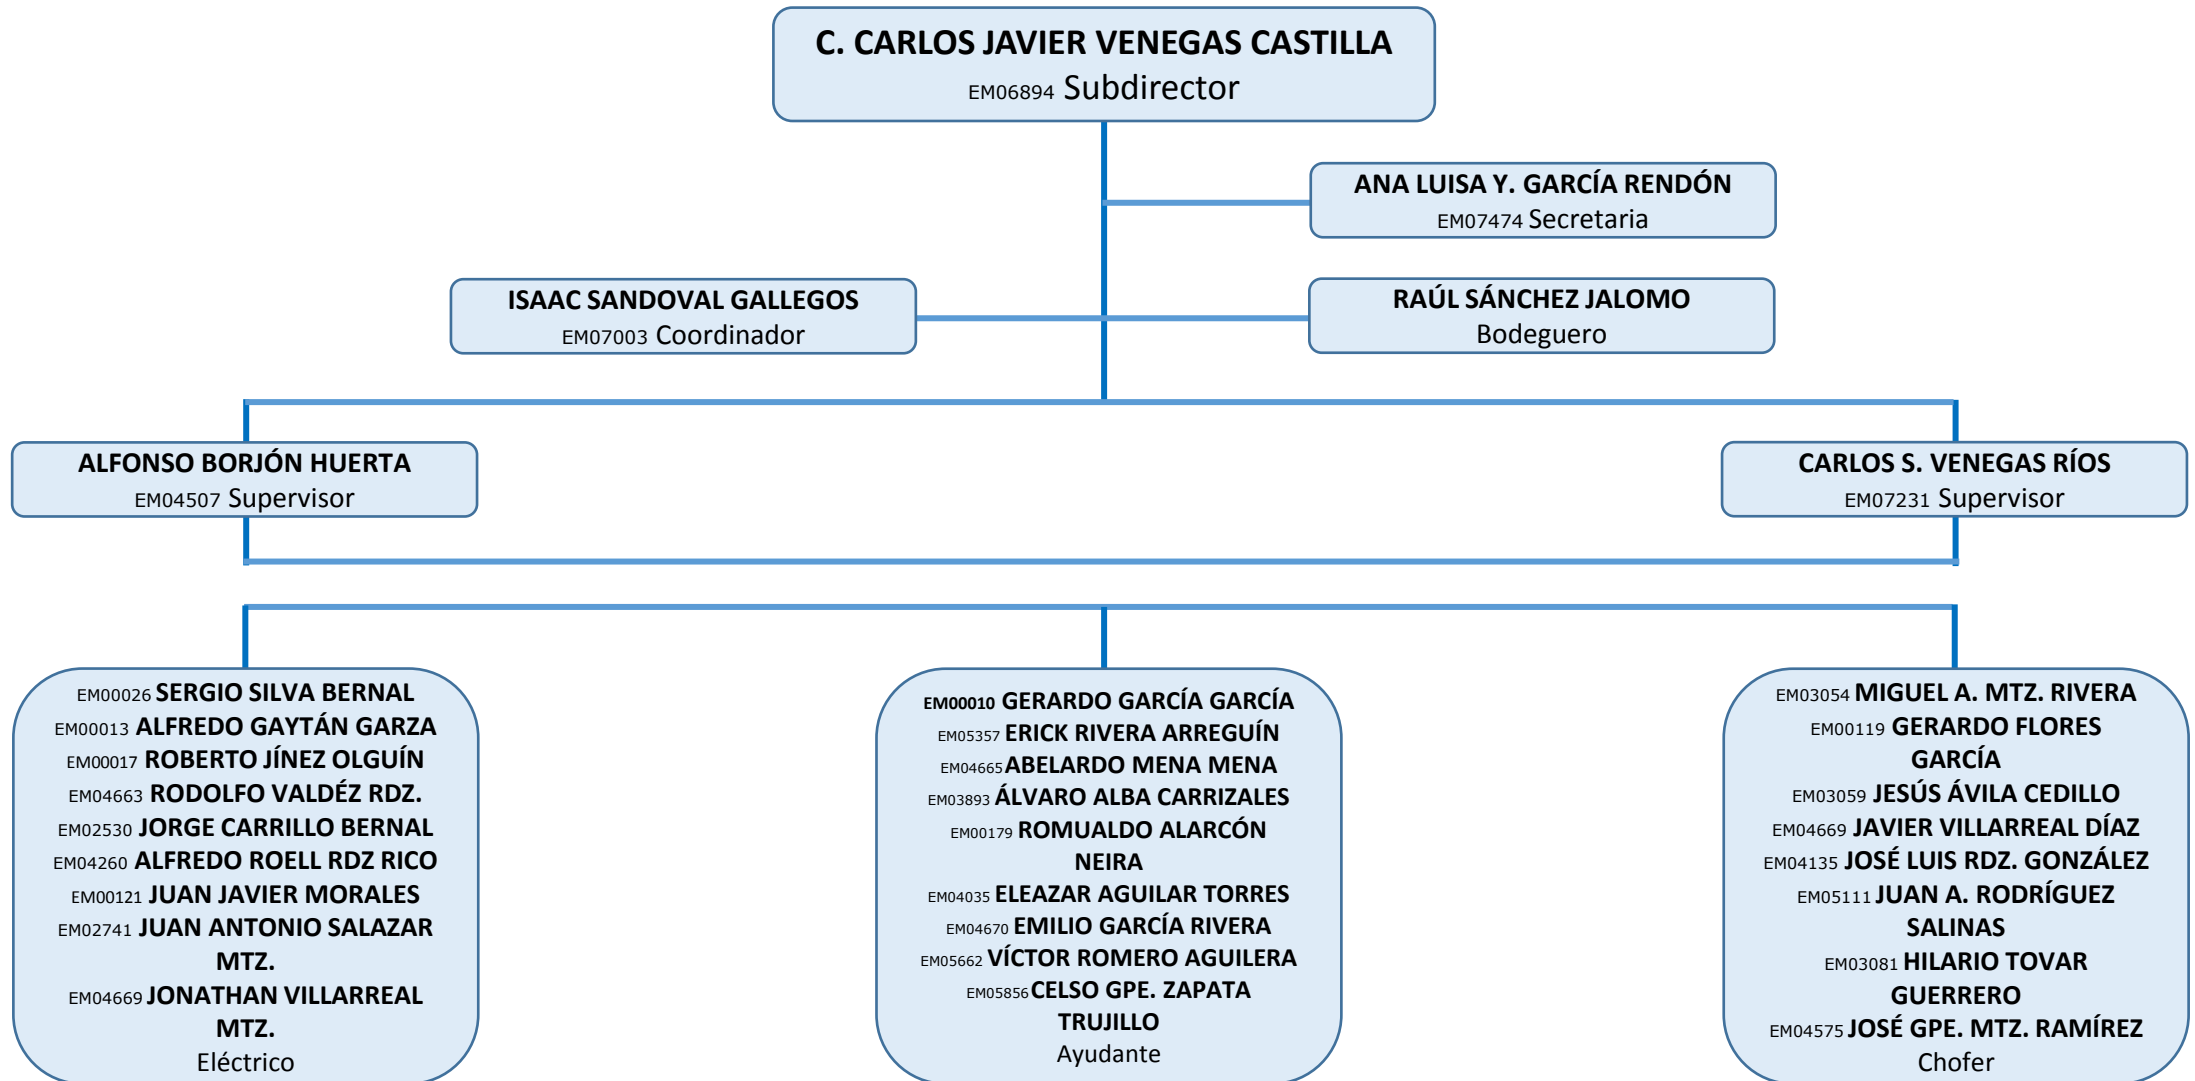 C. CARLOS JAVIER VENEGAS CASTILLA
EM06894 Subdirector
ANA LUISA Y. GARCÍA RENDÓN
EM07474 Secretaria
ISAAC SANDOVAL GALLEGOS
EM07003 Coordinador
RAÚL SÁNCHEZ JALOMO
Bodeguero
ALFONSO BORJÓN HUERTA
EM04507 Supervisor
CARLOS S. VENEGAS RÍOS
EM07231 Supervisor
EM00026 SERGIO SILVA BERNAL
EM00013 ALFREDO GAYTÁN GARZA
EM00017 ROBERTO JÍNEZ OLGUÍN
EM04663 RODOLFO VALDÉZ RDZ.
EM02530 JORGE CARRILLO BERNAL
EM04260 ALFREDO ROELL RDZ RICO
EM00121 JUAN JAVIER MORALES
EM02741 JUAN ANTONIO SALAZAR
MTZ.
EM04669 JONATHAN VILLARREAL
MTZ.
Eléctrico
EM00010 GERARDO GARCÍA GARCÍA
EM05357 ERICK RIVERA ARREGUÍN
EM04665 ABELARDO MENA MENA
EM03893 ÁLVARO ALBA CARRIZALES
EM00179 ROMUALDO ALARCÓN
NEIRA
EM04035 ELEAZAR AGUILAR TORRES
EM04670 EMILIO GARCÍA RIVERA
EM05662 VÍCTOR ROMERO AGUILERA
EM05856 CELSO GPE. ZAPATA
TRUJILLO
Ayudante
EM03054 MIGUEL A. MTZ. RIVERA
EM00119 GERARDO FLORES
GARCÍA
EM03059 JESÚS ÁVILA CEDILLO
EM04669 JAVIER VILLARREAL DÍAZ
EM04135 JOSÉ LUIS RDZ. GONZÁLEZ
EM05111 JUAN A. RODRÍGUEZ
SALINAS
EM03081 HILARIO TOVAR
GUERRERO
EM04575 JOSÉ GPE. MTZ. RAMÍREZ
Chofer